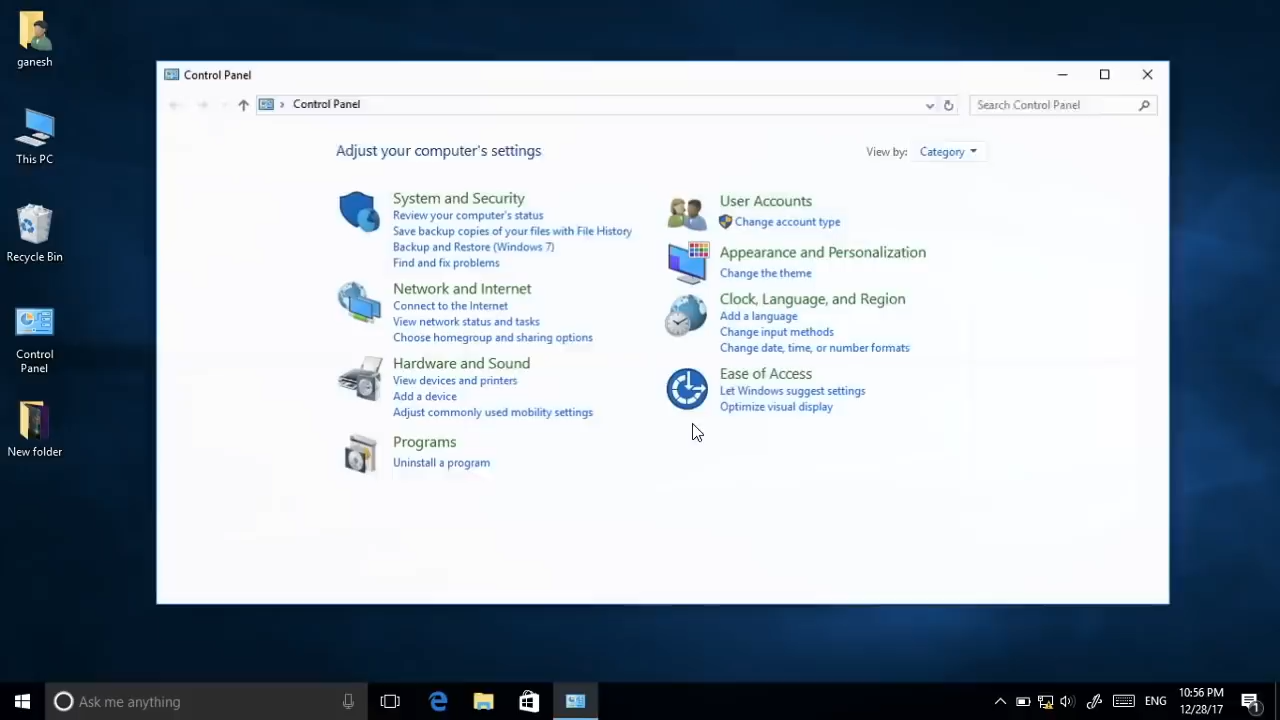 ganesh
This PC
Recycle Bin
Control
Panel
New folder
Control Panel
Control Panel
Search Control Panel
Adjust your computer's settings
View by:
Category
System and Security
Review your computer's status
Save backup copies of your files with File History
Backup and Restore (Windows 7)
Find and fix problems
Network and Internet
Connect to the Internet
View network status and tasks
Choose homegroup and sharing options
Hardware and Sound
View devices and printers
Add a device
Adjust commonly used mobility settings
Programs
Uninstall a program
User Accounts
Change account type
Appearance and Personalization
Change the theme
Clock, Language, and Region
Add a language
Change input methods
Change date, time, or number formats
Ease of Access
Let Windows suggest settings
Optimize visual display
Ask me anything
ENG
10:56 PM
12/28/17
1